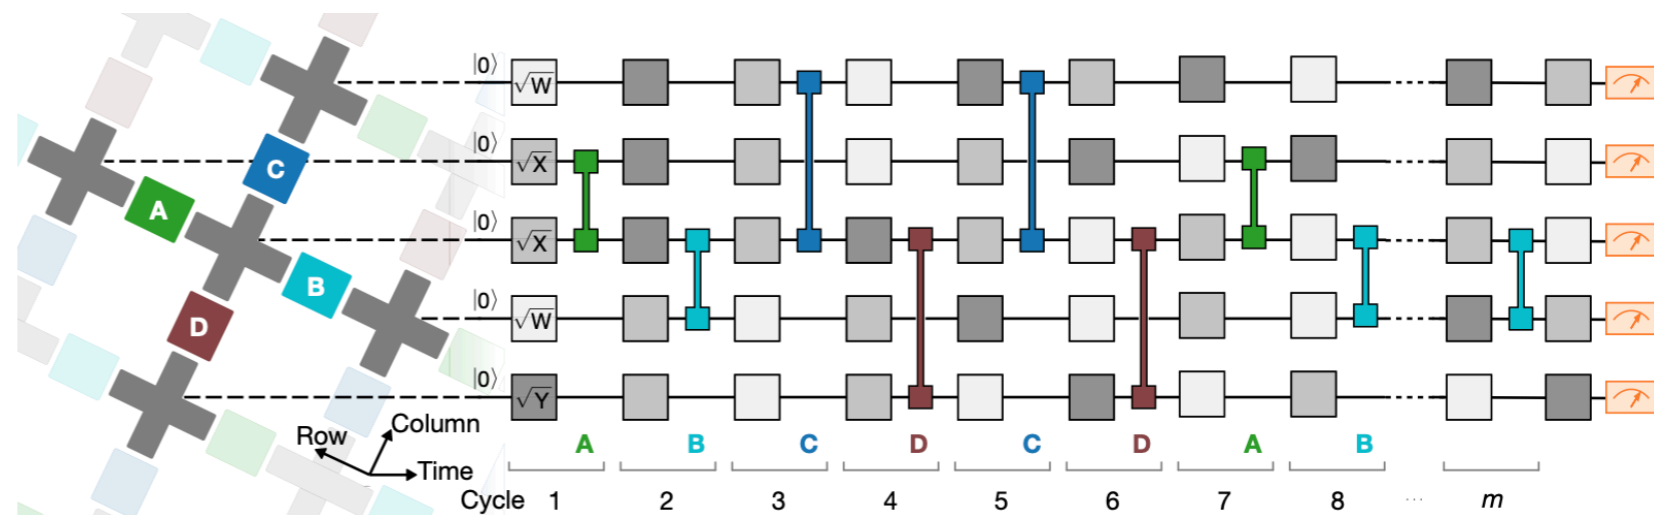 |0⟩ √W
|0⟩ √X
|0⟩ √X
|0⟩ √W
|0⟩ √Y
C
A
B
D
Row
Column
Time
A B C D C D A B
Cycle 1 2 3 4 5 6 7 8 ... m